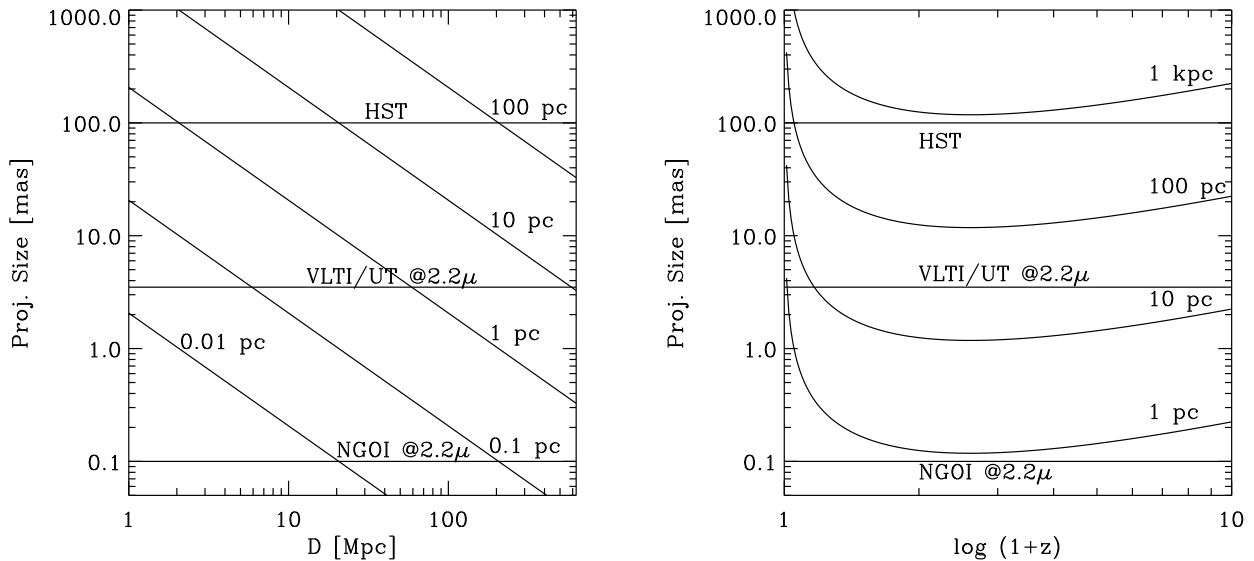 1000.0
100.0
10.0
1.0
0.1
Proj. Size [mas]
100 pc
HST
10 pc
VLTI/UT @2.2μ
1 pc
0.01 pc
0.1 pc
NGOI @2.2μ
1
10
100
D [Mpc]
1000.0
100.0
10.0
1.0
0.1
Proj. Size [mas]
1 kpc
HST
100 pc
VLTI/UT @2.2μ
10 pc
1 pc
NGOI @2.2μ
1
10
log (1+z)